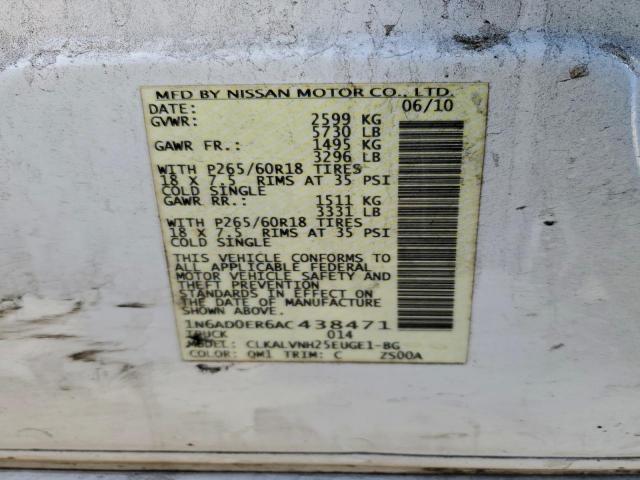 MFD BY NISSAN MOTOR CO., LTD.
DATE: 06/10
GVWR: 2599 KG
5730 LB
GAWR FR.: 1495 KG
3296 LB
WITH P265/60R18 TIRES
18 X 7.5 RIMS AT 35 PSI
COLD SINGLE
GAWR RR.: 1511 KG
3331 LB
WITH P265/60R18 TIRES
18 X 7.5 RIMS AT 35 PSI
COLD SINGLE
THIS VEHICLE CONFORMS TO
ALL APPLICABLE FEDERAL
MOTOR VEHICLE SAFETY AND
THEFT PREVENTION
STANDARDS IN EFFECT ON
THE DATE OF MANUFACTURE
SHOWN ABOVE.
1N6AD0ER6AC438471
TRUCK 014
MODEL: CLKALVNH25EUGE1-BG
COLOR: QM1 TRIM: C ZS00A